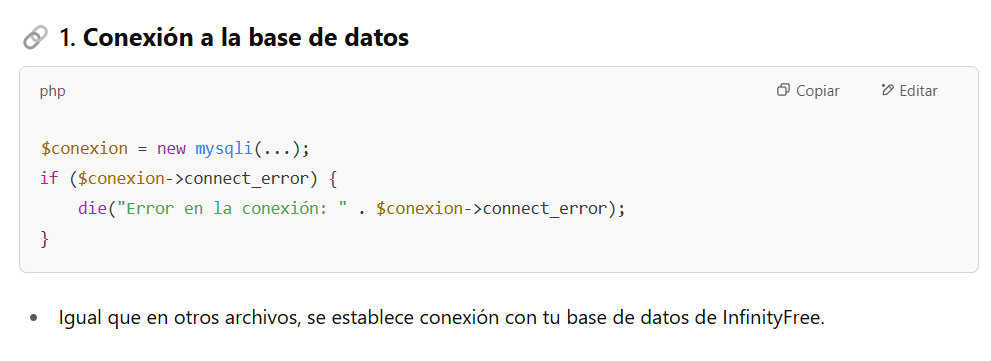 1. Conexión a la base de datos
php Copiar Editar
$conexion = new mysqli(...);
if ($conexion->connect_error) {
    die("Error en la conexión: " . $conexion->connect_error);
}
• Igual que en otros archivos, se establece conexión con tu base de datos de InfinityFree.